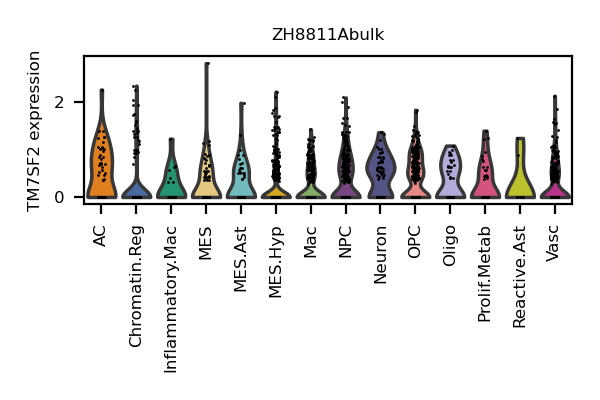 ZH8811Abulk
TM7SF2 expression
2
0
AC
Chromatin.Reg
Inflammatory.Mac
MES
MES.Ast
MES.Hyp
Mac
NPC
Neuron
OPC
Oligo
Prolif.Metab
Reactive.Ast
Vasc